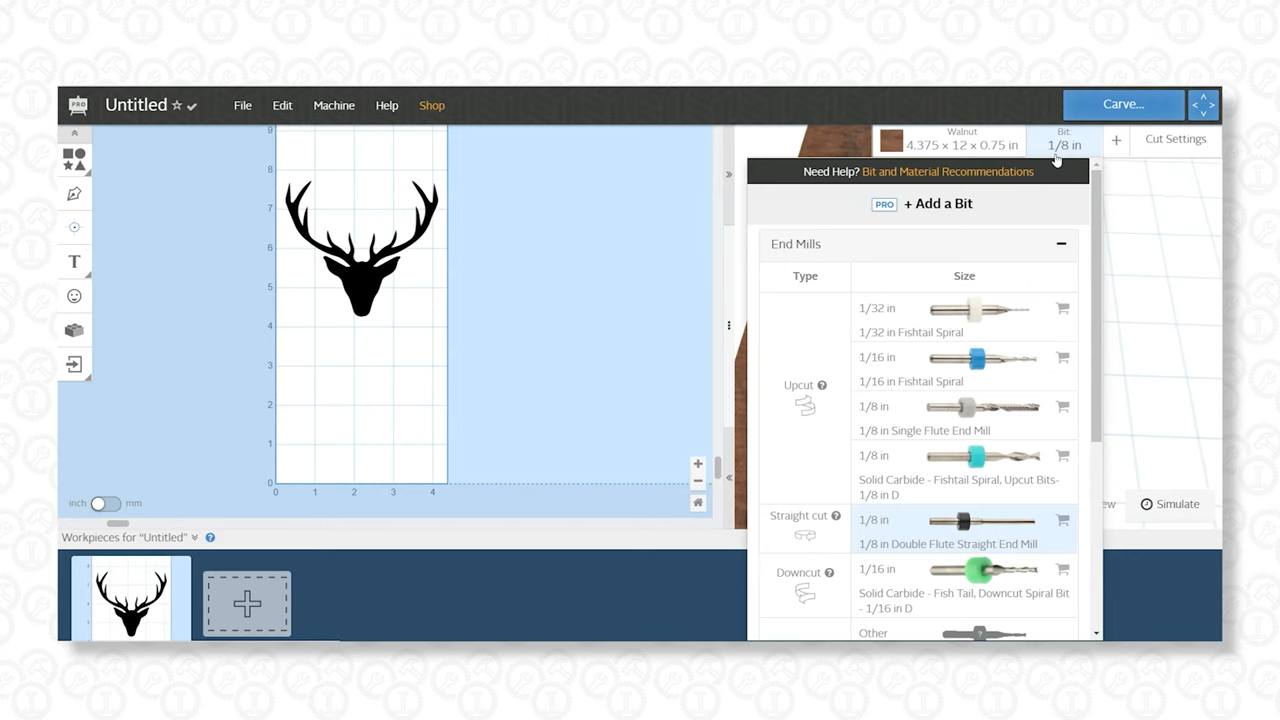 PRO
Untitled
File
Edit
Machine
Help
Shop
Carve...
Walnut
4.375 × 12 × 0.75 in
Bit:
1/8 in
Cut Settings
Need Help? Bit and Material Recommendations
PRO + Add a Bit
End Mills
Type
Size
Upcut
1/32 in
1/32 Fishtail Spiral
1/16 in
1/16 in Fishtail Spiral
1/8 in
1/8 in Single Flute End Mill
1/8 in
Solid Carbide - Fishtail Spiral, Upcut Bits-
1/8 in D
Straight cut
1/8 in
1/8 in Double Flute Straight End Mill
Downcut
1/16 in
Solid Carbide - Fish Tail, Downcut Spiral Bit
- 1/16 in D
Other
9
8
7
6
5
4
3
2
1
0
0 1 2 3 4
T
inch
mm
ew
Simulate
Workpieces for “Untitled”